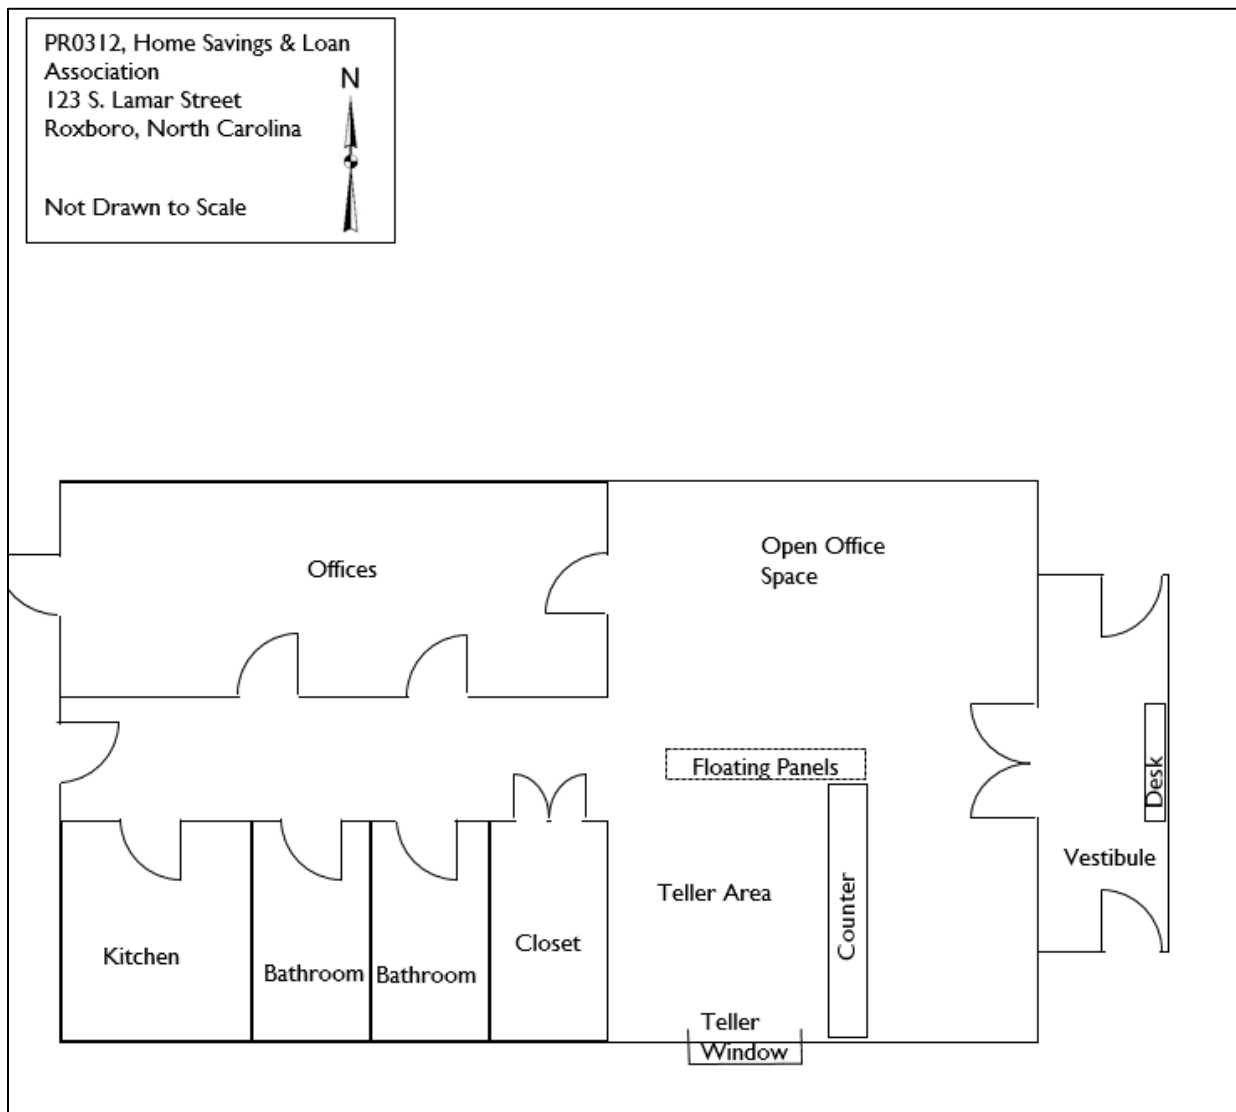 PR0312, Home Savings & Loan
Association
123 S. Lamar Street
Roxboro, North Carolina
N
Not Drawn to Scale
Offices
Open Office
Space
Floating Panels
Desk
Vestibule
Teller Area
Counter
Kitchen
Bathroom
Bathroom
Closet
Teller
Window